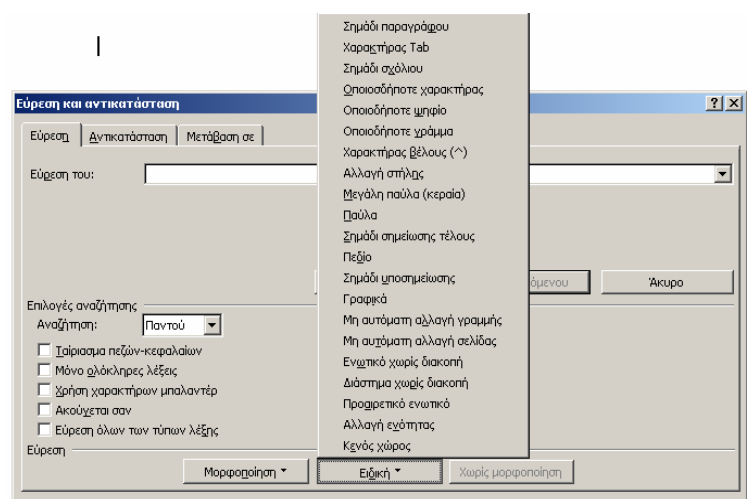 Σημάδι παραγράφου
Χαρακτήρας Tab
Σημάδι σχόλιου
Οποιοσδήποτε χαρακτήρας
Οποιοδήποτε ψηφίο
Οποιοδήποτε γράμμα
Χαρακτήρας βέλους (^)
Αλλαγή στήλης
Μεγάλη παύλα (κεραία)
Παύλα
Σημάδι σημείωσης τέλους
Πεδίο
Σημάδι υποσημείωσης
Γραφικά
Μη αυτόματη αλλαγή γραμμής
Μη αυτόματη αλλαγή σελίδας
Ενωτικό χωρίς διακοπή
Διάστημα χωρίς διακοπή
Προαιρετικό ενωτικό
Αλλαγή ενότητας
Κενός χώρος
Εύρεση και αντικατάσταση
Εύρεση Αντικατάσταση Μετάβαση σε
Εύρεση του:
όμενου Άκυρο
Επιλογές αναζήτησης
Αναζήτηση: Παντού
Ταίριασμα πεζών-κεφαλαίων
Μόνο ολόκληρες λέξεις
Χρήση χαρακτήρων μπαλαντέρ
Ακούγεται σαν
Εύρεση όλων των τύπων λέξης
Εύρεση
Μορφοποίηση Ειδική Χωρίς μορφοποίηση